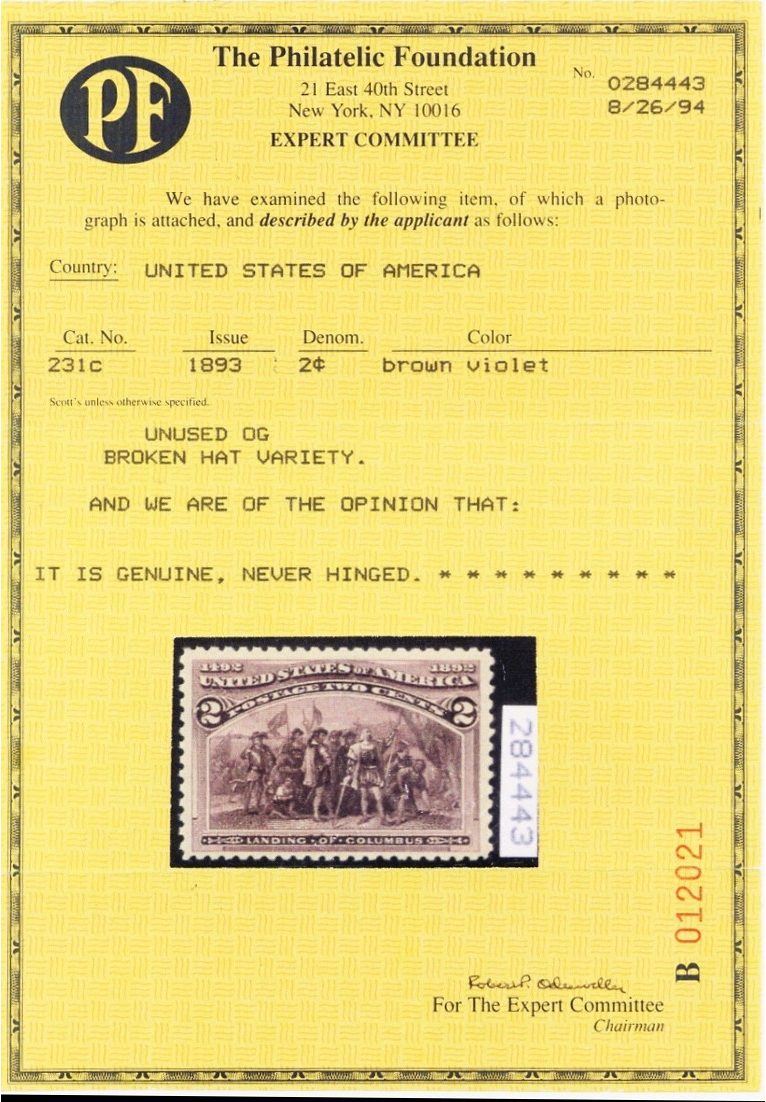 PF
The Philatelic Foundation
No. 0284443
21 East 40th Street
8/26/94
New York, NY 10016
EXPERT COMMITTEE
We have examined the following item, of which a photo-
graph is attached, and described by the applicant as follows:
Country: UNITED STATES OF AMERICA
Cat. No. Issue Denom. Color
231c 1893 2¢ brown violet
Scott's unless otherwise specified.
UNUSED OG
BROKEN HAT VARIETY.
AND WE ARE OF THE OPINION THAT:
IT IS GENUINE, NEVER HINGED. * * * * * * * * *
1492 1892
UNITED STATES OF AMERICA
2 POSTAGE TWO CENTS 2
LANDING · OF · COLUMBUS
284443
B 012021
For The Expert Committee
Chairman